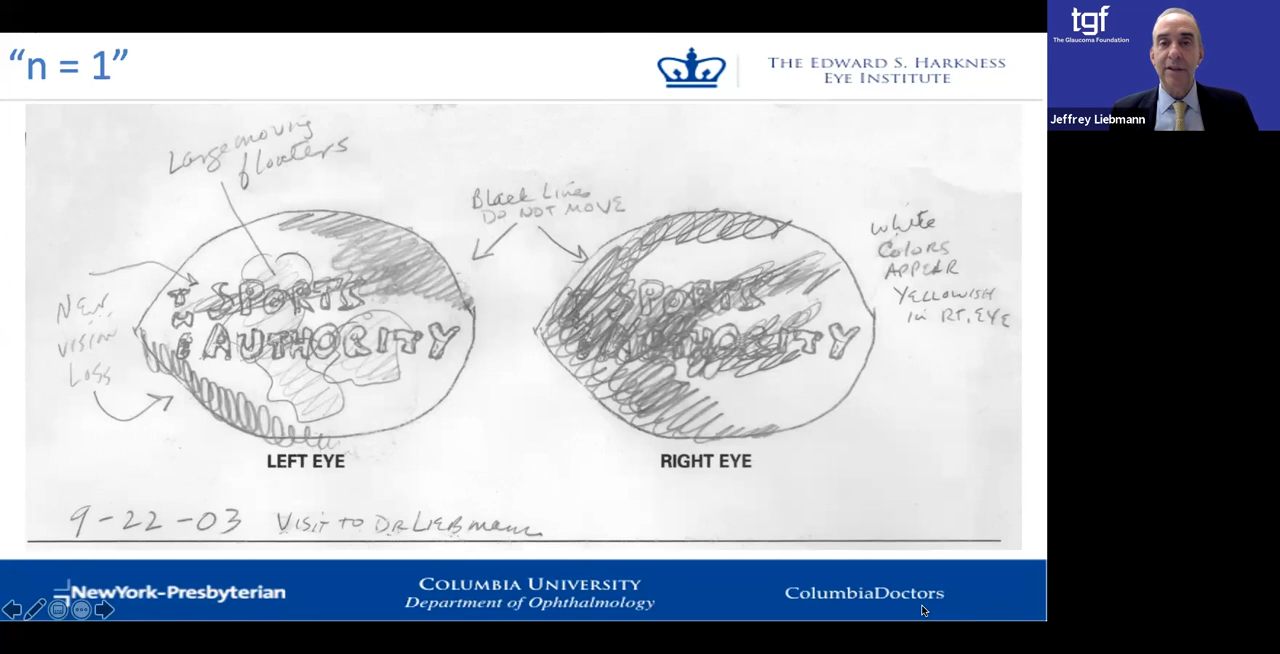 “n = 1”
THE EDWARD S. HARKNESS
EYE INSTITUTE
tgf
The Glaucoma Foundation
Jeffrey Liebmann
Large moving
floaters
Black Lines
DO NOT MOVE
White
COLORS
APPEAR
YELLOWISH
in RT. EYE
NEW
VISION
LOSS
THE
SPORTS
AUTHORITY
SPORTS
AUTHORITY
LEFT EYE
RIGHT EYE
9-22-03 VISIT TO DR LIEBmann
NewYork-Presbyterian
COLUMBIA UNIVERSITY
Department of Ophthalmology
ColumbiaDoctors